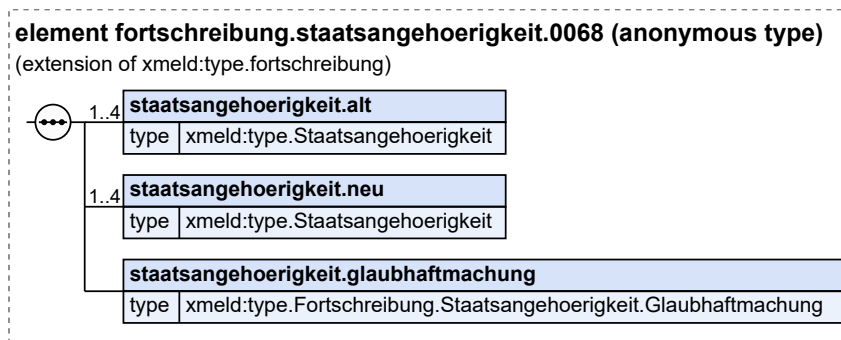 element fortschreibung.staatsangehoerigkeit.0068 (anonymous type)
(extension of xmeld:type.fortschreibung)
1..4 staatsangehoerigkeit.alt
type xmeld:type.Staatsangehoerigkeit
1..4 staatsangehoerigkeit.neu
type xmeld:type.Staatsangehoerigkeit
staatsangehoerigkeit.glaubhaftmachung
type xmeld:type.Fortschreibung.Staatsangehoerigkeit.Glaubhaftmachung